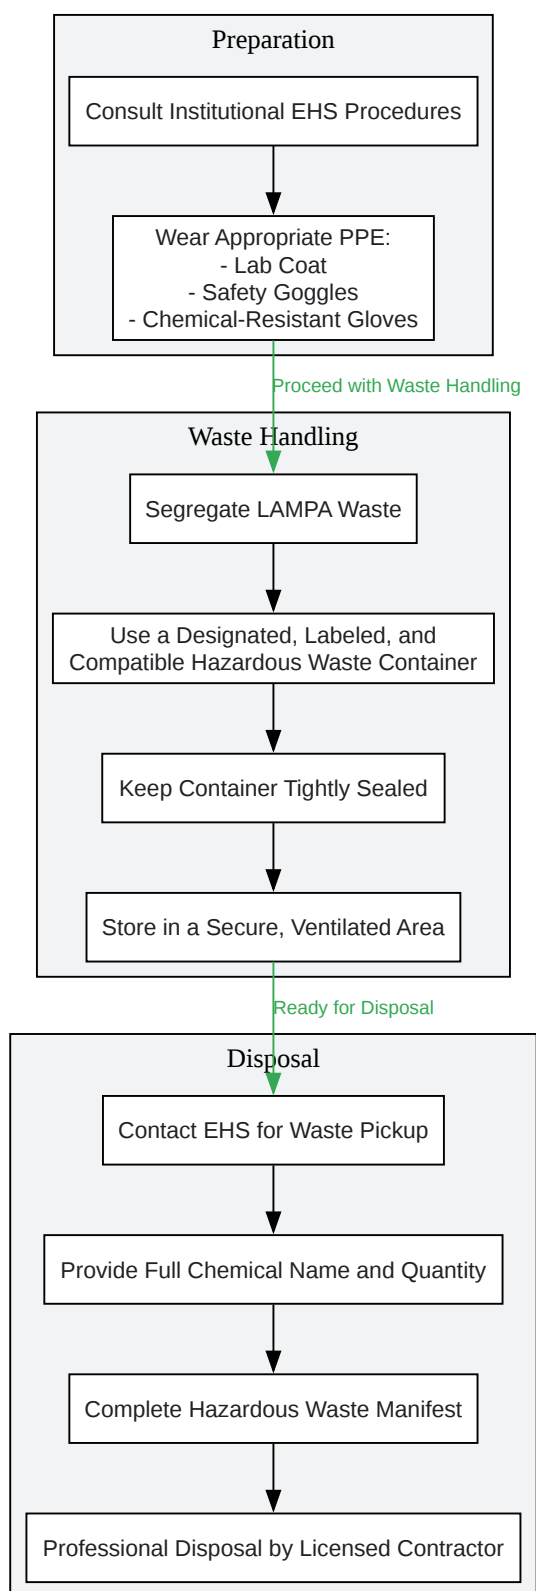 Preparation
Consult Institutional EHS Procedures
Wear Appropriate PPE:
- Lab Coat
- Safety Goggles
- Chemical-Resistant Gloves
Proceed with Waste Handling
Waste Handling
Segregate LAMPA Waste
Use a Designated, Labeled, and
Compatible Hazardous Waste Container
Keep Container Tightly Sealed
Store in a Secure, Ventilated Area
Ready for Disposal
Disposal
Contact EHS for Waste Pickup
Provide Full Chemical Name and Quantity
Complete Hazardous Waste Manifest
Professional Disposal by Licensed Contractor